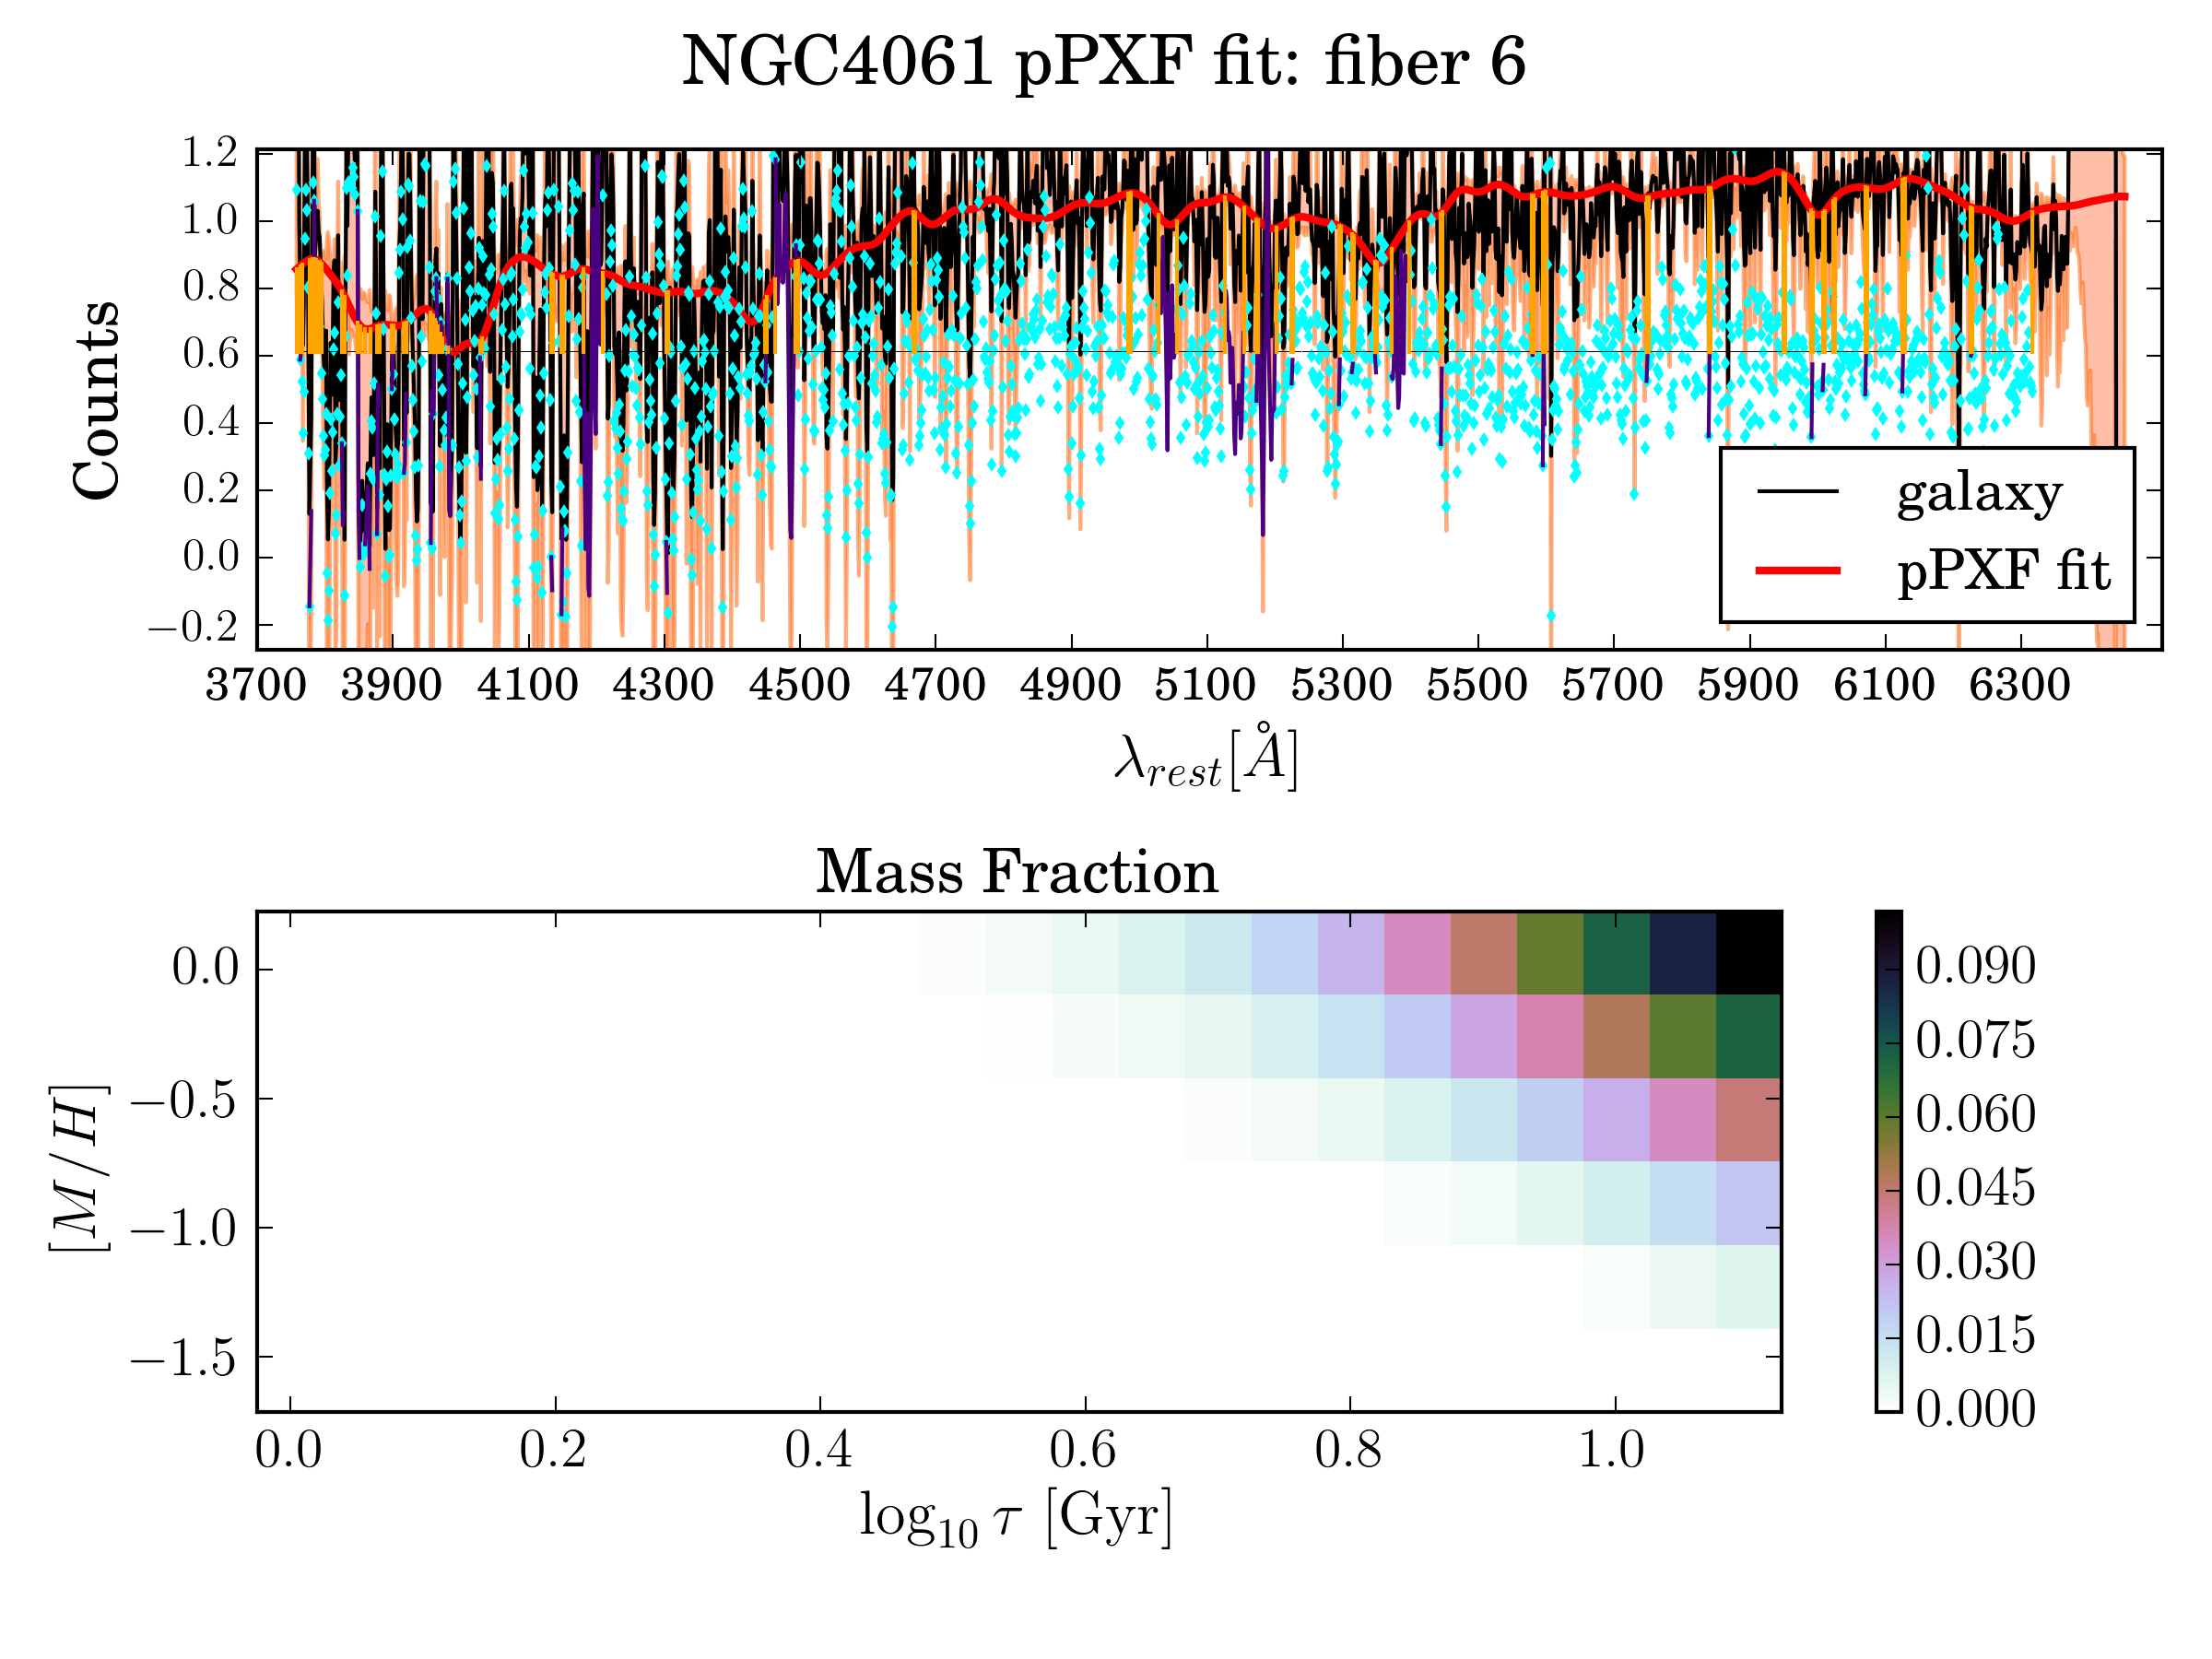 NGC4061 pPXF fit: fiber 6
1.2
1.0
0.8
0.6
0.4
0.2
0.0
−0.2
Counts
galaxy
pPXF fit
3700 3900 4100 4300 4500 4700 4900 5100 5300 5500 5700 5900 6100 6300
λrest[Å]
Mass Fraction
0.0
−0.5
−1.0
−1.5
[M/H]
0.090
0.075
0.060
0.045
0.030
0.015
0.000
0.0 0.2 0.4 0.6 0.8 1.0
log10 τ [Gyr]